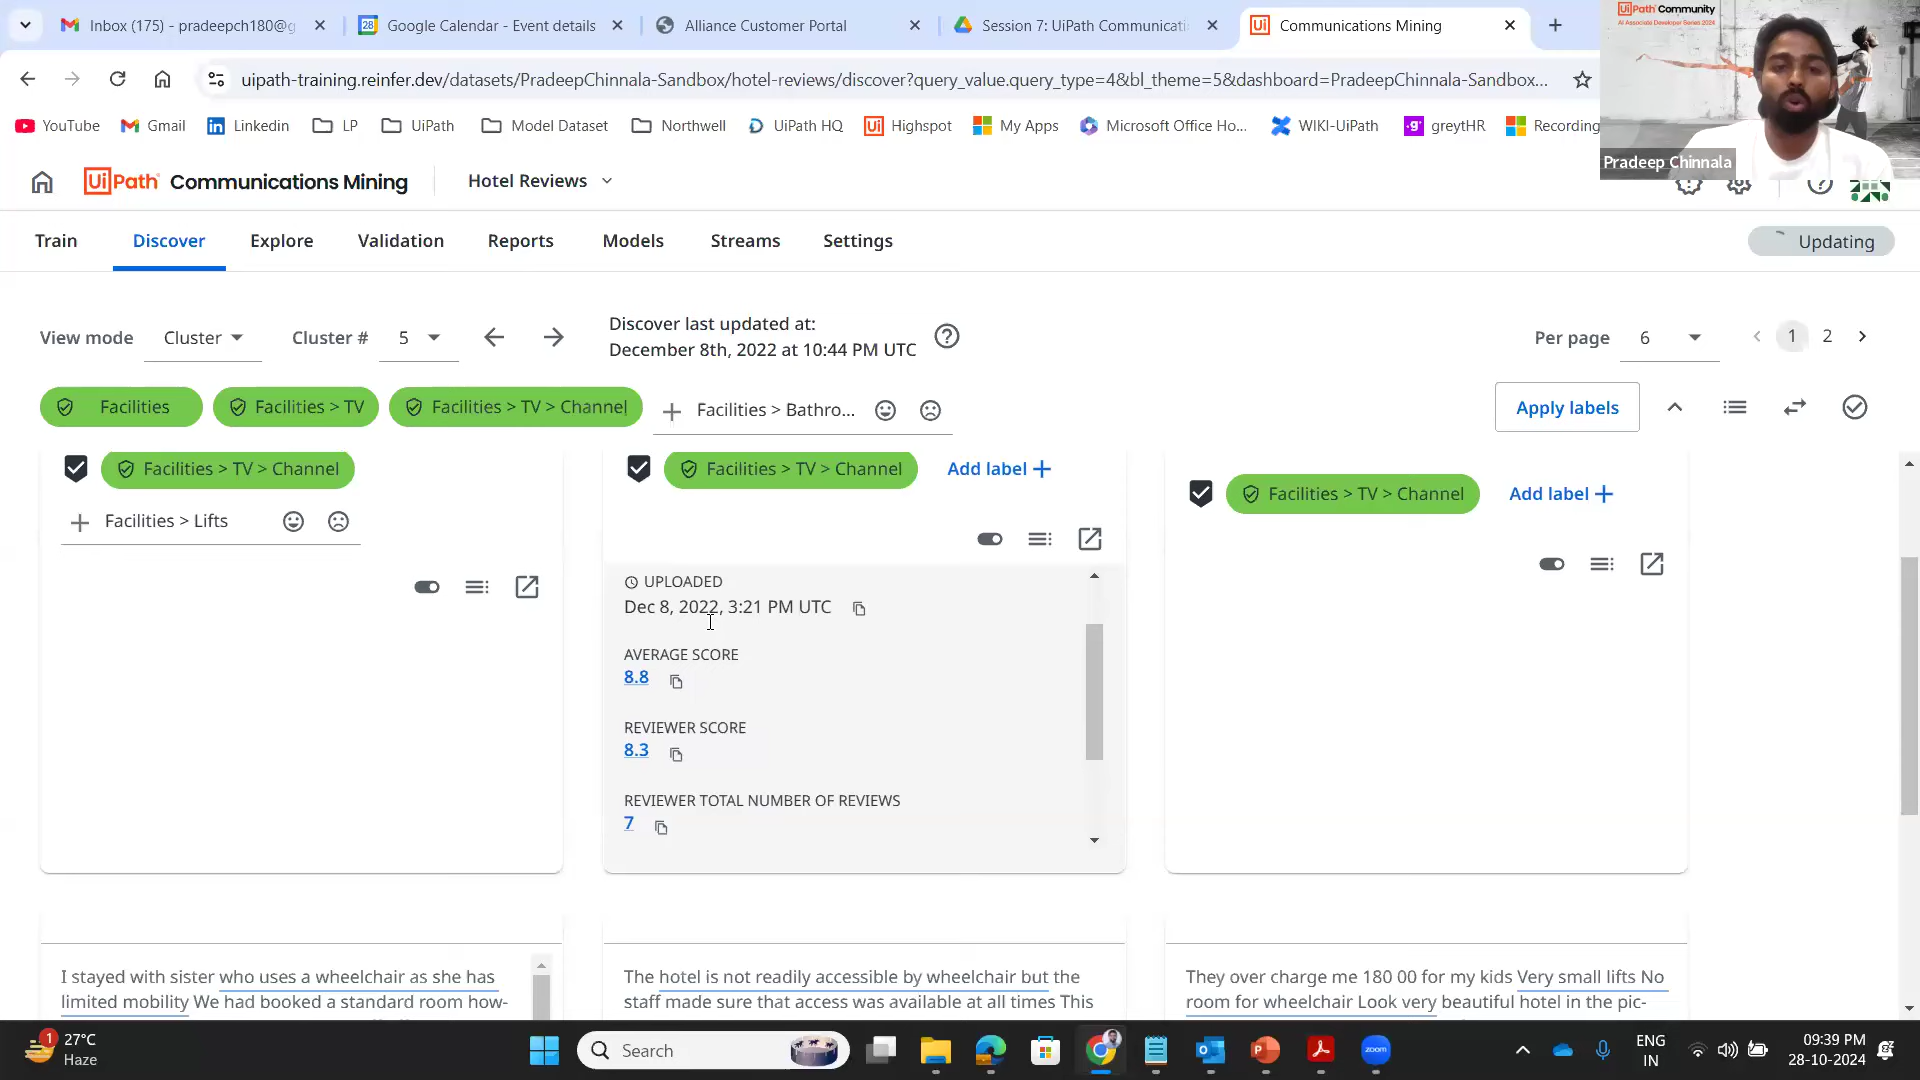 Inbox (175) - pradeepch180@g
28
Google Calendar - Event details
Alliance Customer Portal
Session 7: UiPath Communicati
Communications Mining
uipath-training.reinfer.dev/datasets/PradeepChinnala-Sandbox/hotel-reviews/discover?query_value.query_type=4&bl_theme=5&dashboard=PradeepChinnala-Sandbox...
YouTube
Gmail
Linkedin
LP
UiPath
Model Dataset
Northwell
UiPath HQ
Highspot
My Apps
Microsoft Office Ho...
WIKI-UiPath
greytHR
Recording
UiPath Community
AI Associate Developer Series 2024
Pradeep Chinnala
UiPath Communications Mining
Hotel Reviews
Train
Discover
Explore
Validation
Reports
Models
Streams
Settings
Updating
View mode
Cluster
Cluster #
5
Discover last updated at:
December 8th, 2022 at 10:44 PM UTC
Per page
6
1
2
Facilities
Facilities > TV
Facilities > TV > Channel
Facilities > Bathro...
Apply labels
Facilities > TV > Channel
Facilities > Lifts
Facilities > TV > Channel
Add label +
UPLOADED
Dec 8, 2022, 3:21 PM UTC
AVERAGE SCORE
8.8
REVIEWER SCORE
8.3
REVIEWER TOTAL NUMBER OF REVIEWS
7
Facilities > TV > Channel
Add label +
I stayed with sister who uses a wheelchair as she has
limited mobility We had booked a standard room how-
The hotel is not readily accessible by wheelchair but the
staff made sure that access was available at all times This
They over charge me 180 00 for my kids Very small lifts No
room for wheelchair Look very beautiful hotel in the pic-
1
27°C
Haze
Search
zoom
ENG
IN
09:39 PM
28-10-2024